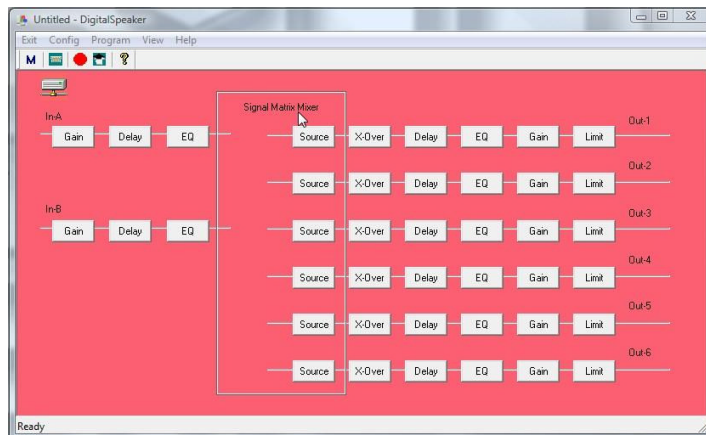 Untitled - DigitalSpeaker
Exit Config Program View Help
M ?
Signal Matrix Mixer
In-A
Out-1
Gain Delay EQ Source X-Over Delay EQ Gain Limit
Out-2
Source X-Over Delay EQ Gain Limit
In-B
Out-3
Gain Delay EQ Source X-Over Delay EQ Gain Limit
Out-4
Source X-Over Delay EQ Gain Limit
Out-5
Source X-Over Delay EQ Gain Limit
Out-6
Source X-Over Delay EQ Gain Limit
Ready